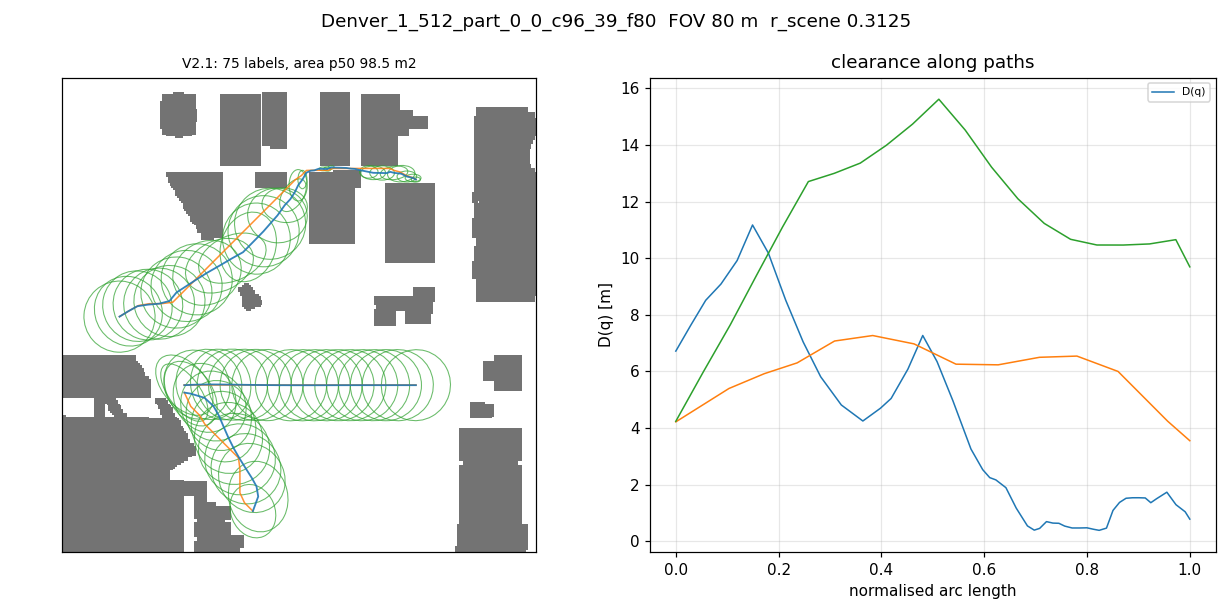 Denver_1_512_part_0_0_c96_39_f80  FOV 80 m  r_scene 0.3125
V2.1: 75 labels, area p50 98.5 m2
clearance along paths
D(q)
D(q) [m]
16
14
12
10
8
6
4
2
0
0.0 0.2 0.4 0.6 0.8 1.0
normalised arc length